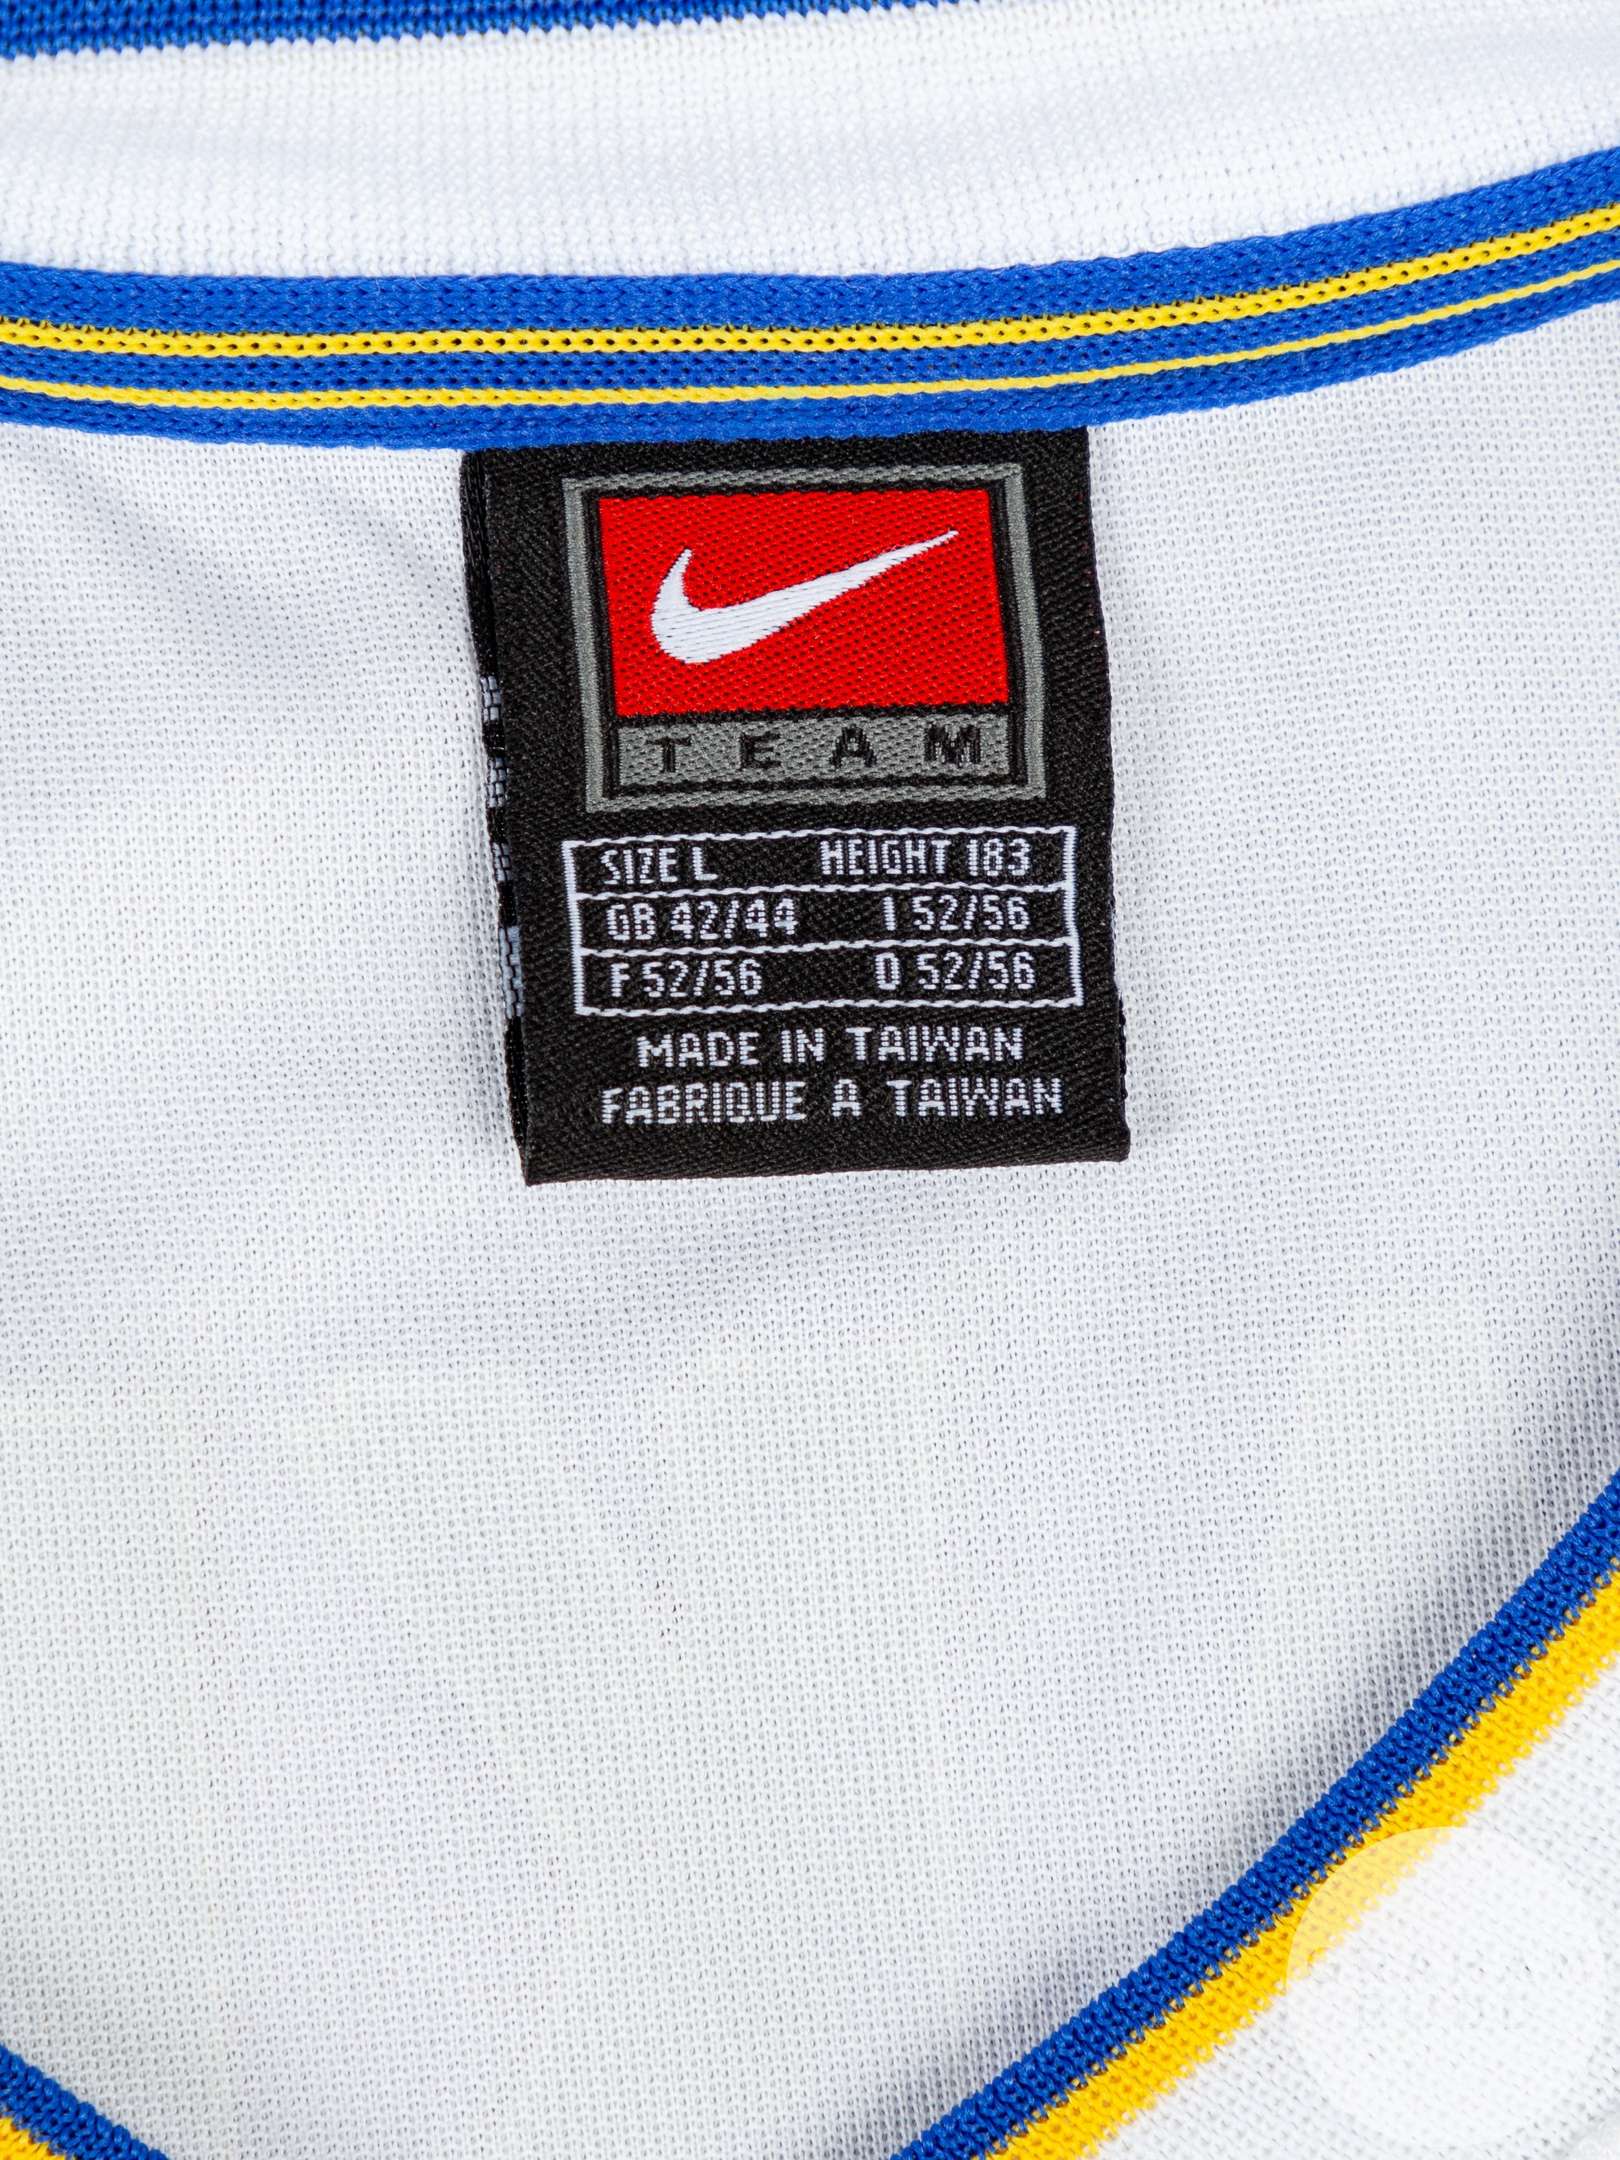 TEAM
SIZE L HEIGHT 183
GB 42/44 I 52/56
F 52/56 D 52/56
MADE IN TAIWAN
FABRIQUE A TAIWAN